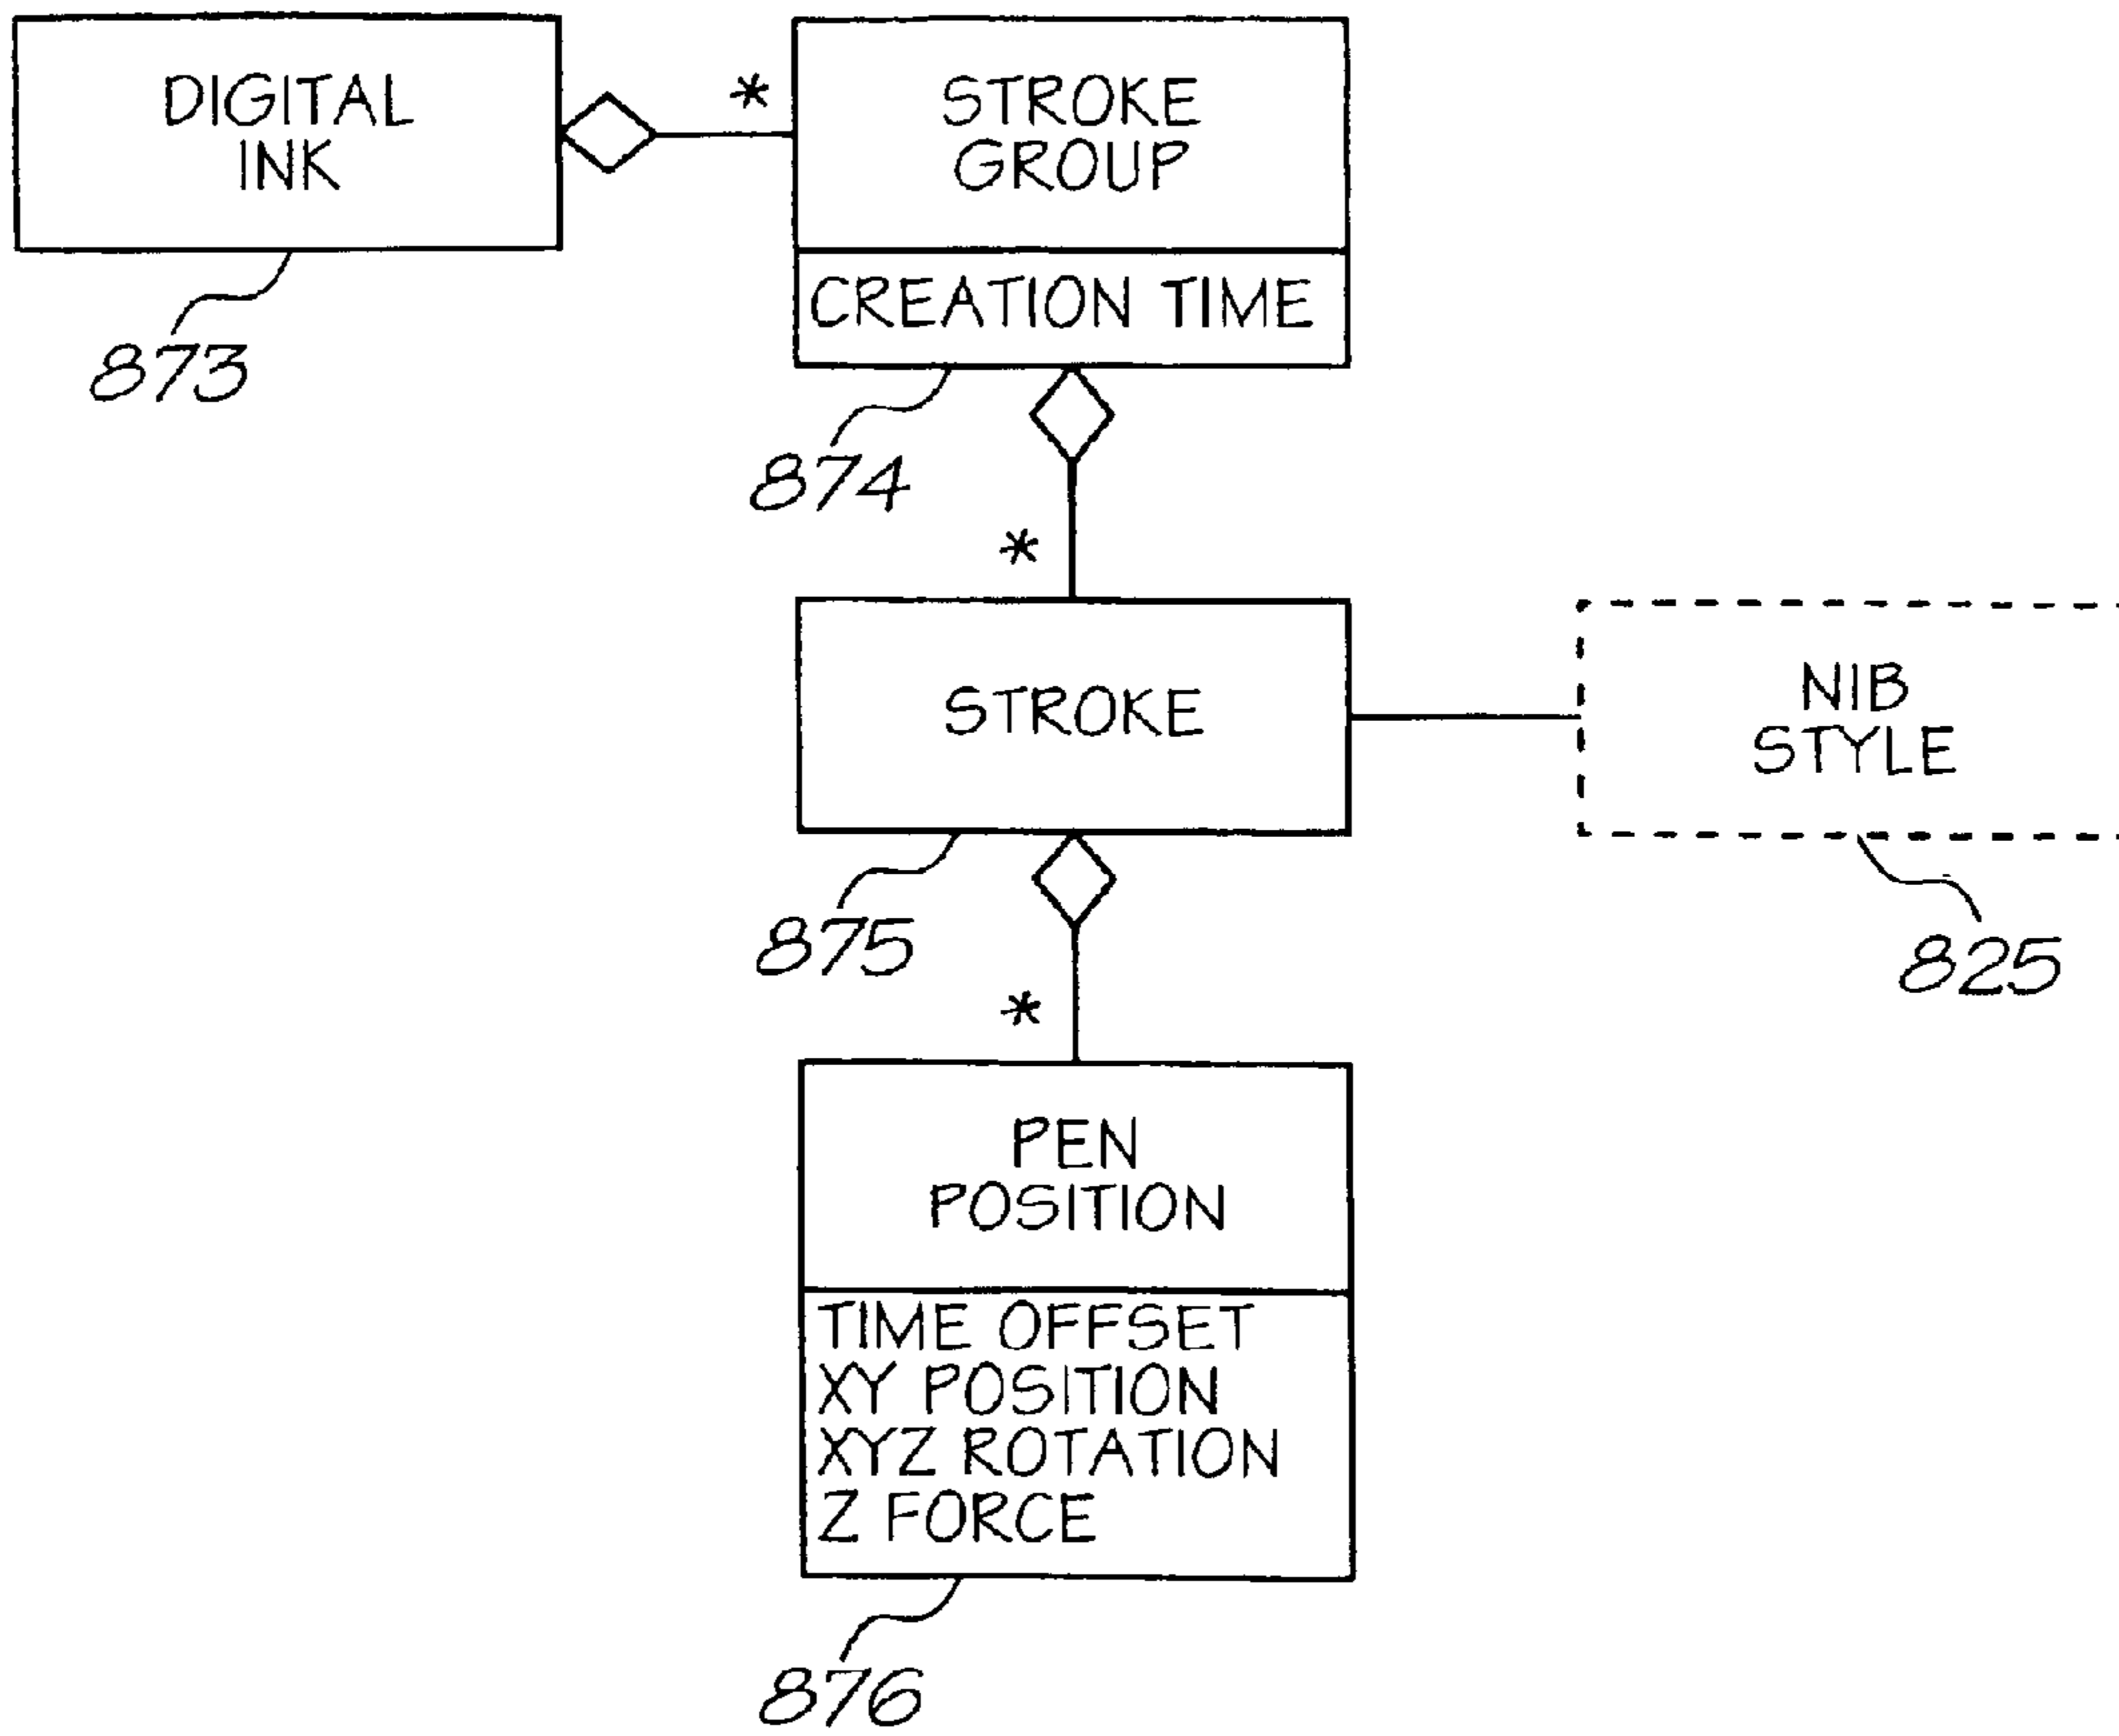 DIGITAL
INK
*
STROKE
GROUP
CREATION TIME
873
874
*
STROKE
NIB
STYLE
875
825
*
PEN
POSITION
TIME OFFSET
XY POSITION
XYZ ROTATION
Z FORCE
876